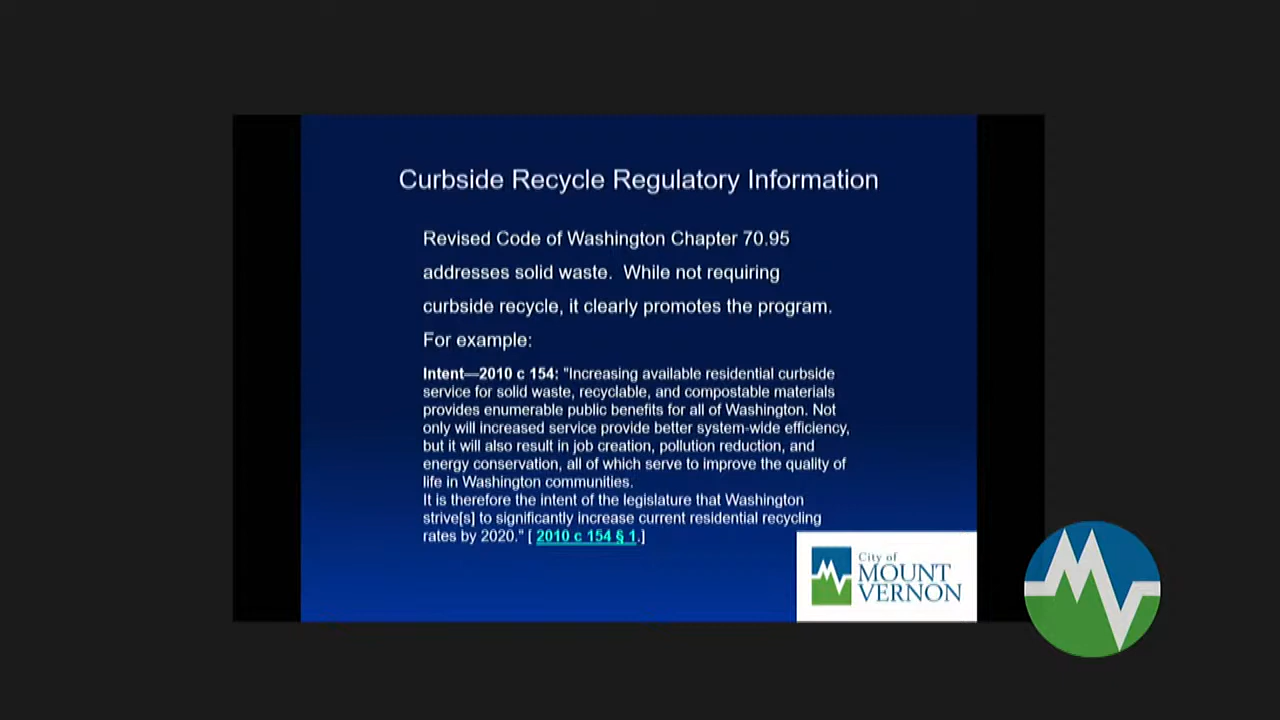 Curbside Recycle Regulatory Information
Revised Code of Washington Chapter 70.95
addresses solid waste.  While not requiring
curbside recycle, it clearly promotes the program.
For example:
Intent—2010 c 154: "Increasing available residential curbside
service for solid waste, recyclable, and compostable materials
provides enumerable public benefits for all of Washington. Not
only will increased service provide better system-wide efficiency,
but it will also result in job creation, pollution reduction, and
energy conservation, all of which serve to improve the quality of
life in Washington communities.
It is therefore the intent of the legislature that Washington
strive[s] to significantly increase current residential recycling
rates by 2020." [ 2010 c 154 § 1.]
City of
MOUNT
VERNON